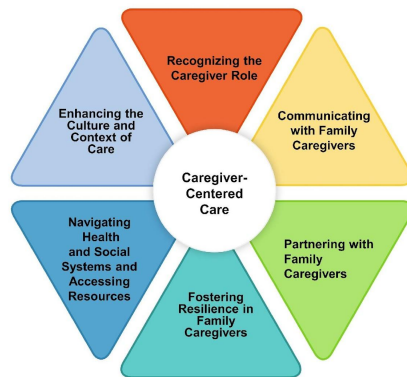 Recognizing the
Caregiver Role
Communicating
with Family
Caregivers
Partnering with
Family
Caregivers
Fostering
Resilience in
Family
Caregivers
Navigating
Health
and Social
Systems and
Accessing
Resources
Enhancing the
Culture and
Context of
Care
Caregiver-
Centered
Care